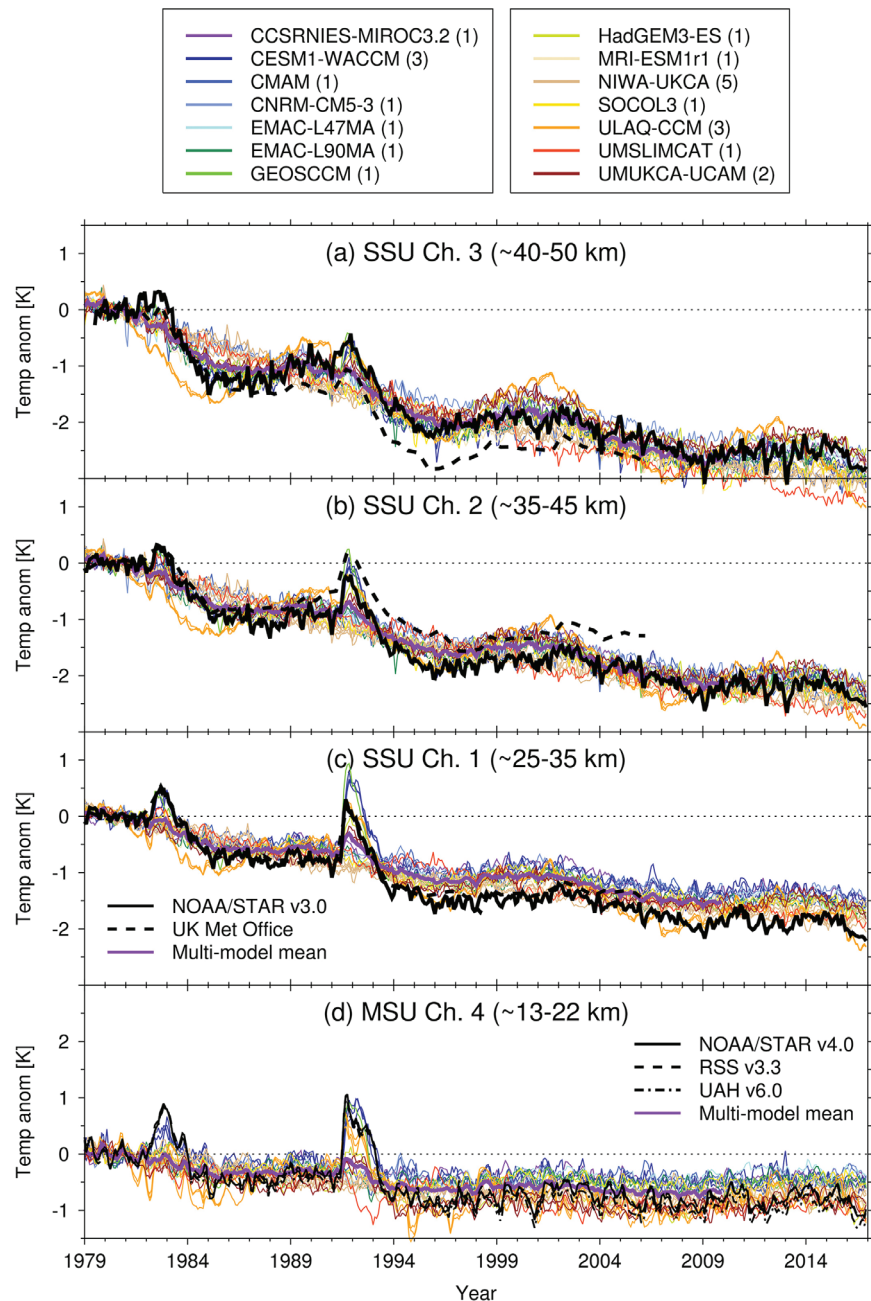 CCSRNIES-MIROC3.2 (1)
CESM1-WACCM (3)
CMAM (1)
CNRM-CM5-3 (1)
EMAC-L47MA (1)
EMAC-L90MA (1)
GEOSCCM (1)
HadGEM3-ES (1)
MRI-ESM1r1 (1)
NIWA-UKCA (5)
SOCOL3 (1)
ULAQ-CCM (3)
UMSLIMCAT (1)
UMUKCA-UCAM (2)
(a) SSU Ch. 3 (~40-50 km)
Temp anom [K]
1
0
-1
-2
(b) SSU Ch. 2 (~35-45 km)
Temp anom [K]
1
0
-1
-2
(c) SSU Ch. 1 (~25-35 km)
Temp anom [K]
1
0
-1
-2
NOAA/STAR v3.0
UK Met Office
Multi-model mean
(d) MSU Ch. 4 (~13-22 km)
Temp anom [K]
2
1
0
-1
NOAA/STAR v4.0
RSS v3.3
UAH v6.0
Multi-model mean
1979 1984 1989 1994 1999 2004 2009 2014
Year